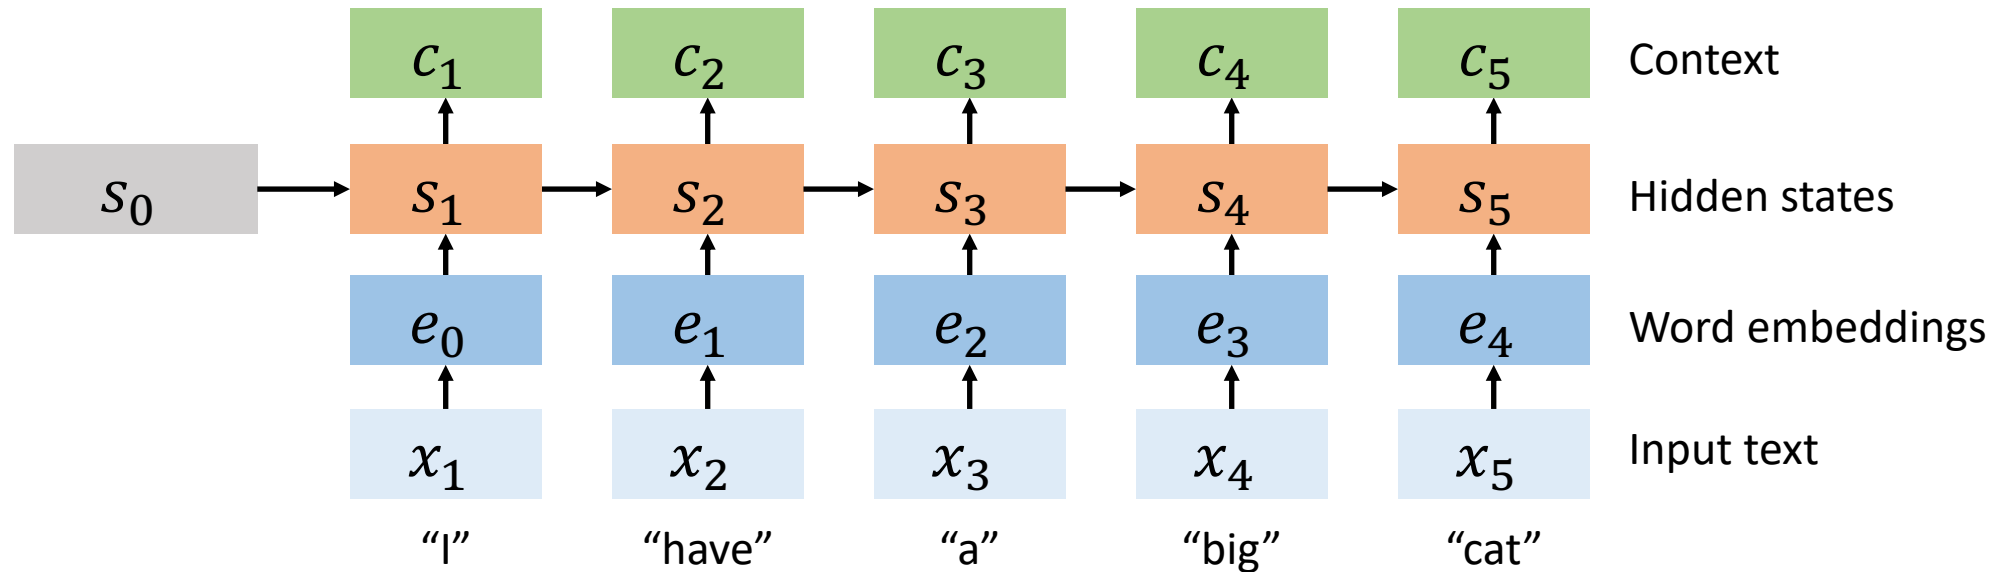 c₁ c₂ c₃ c₄ c₅ Context
s₀ s₁ s₂ s₃ s₄ s₅ Hidden states
e₀ e₁ e₂ e₃ e₄ Word embeddings
x₁ x₂ x₃ x₄ x₅ Input text
“I” “have” “a” “big” “cat”